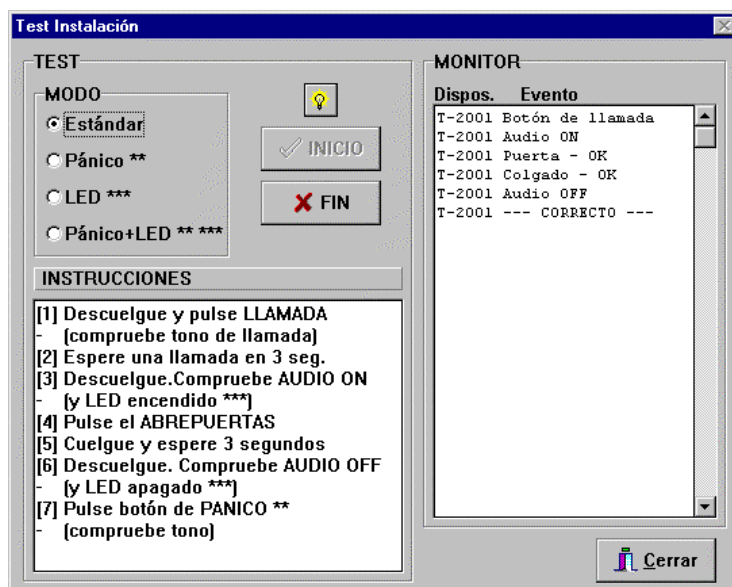 Test Instalación
TEST
MODO
Estándar
Pánico **
LED ***
Pánico+LED ** ***
INICIO
FIN
INSTRUCCIONES
[1] Descuelgue y pulse LLAMADA
- (compruebe tono de llamada)
[2] Espere una llamada en 3 seg.
[3] Descuelgue.Compruebe AUDIO ON
- (y LED encendido ***)
[4] Pulse el ABREPUERTAS
[5] Cuelgue y espere 3 segundos
[6] Descuelgue. Compruebe AUDIO OFF
- (y LED apagado ***)
[7] Pulse botón de PANICO **
- (compruebe tono)
MONITOR
Dispos. Evento
T-2001 Botón de llamada
T-2001 Audio ON
T-2001 Puerta - OK
T-2001 Colgado - OK
T-2001 Audio OFF
T-2001 --- CORRECTO ---
Cerrar